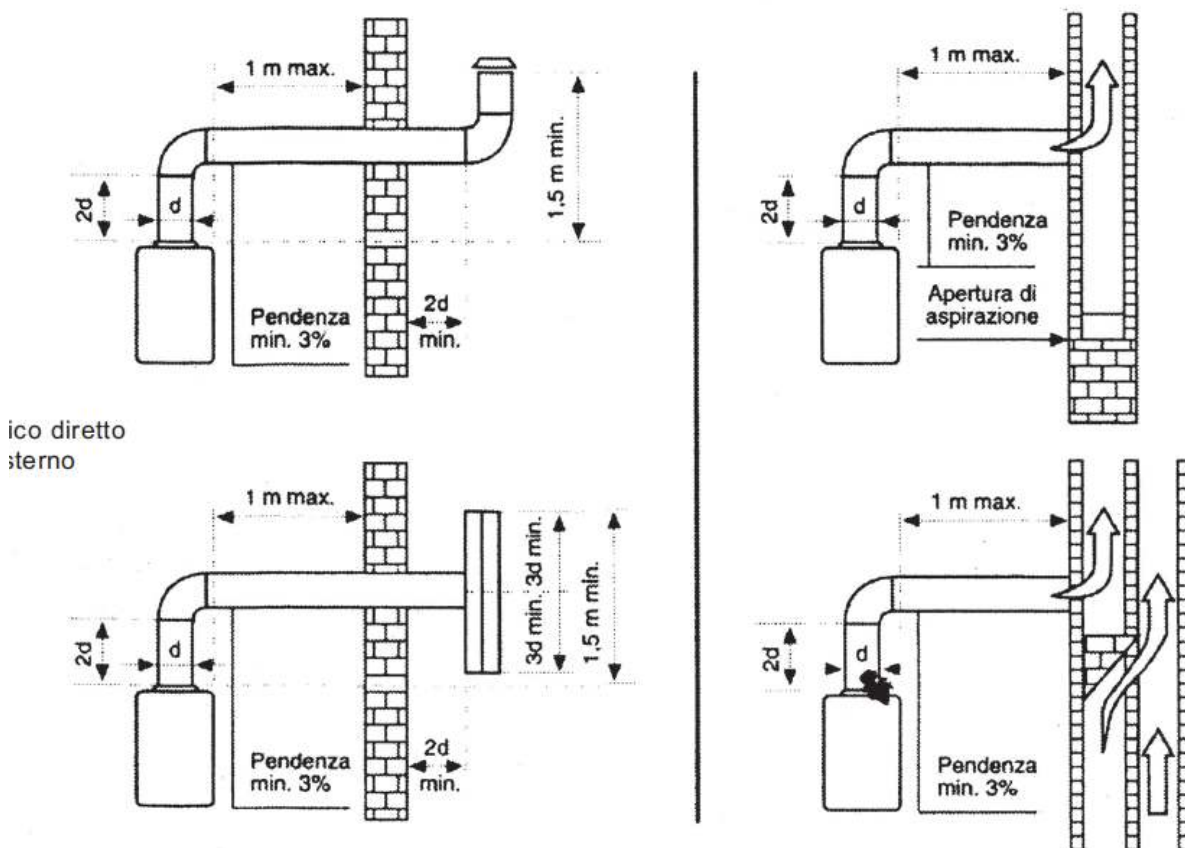 1 m max.
2d
d
1,5 m min.
Pendenza
min. 3%
2d
min.
1 m max.
2d
d
Pendenza
min. 3%
Apertura di
aspirazione
ico diretto
sterno
1 m max.
2d
d
3d min. 3d min.
1,5 m min.
Pendenza
min. 3%
2d
min.
1 m max.
2d
d
Pendenza
min. 3%